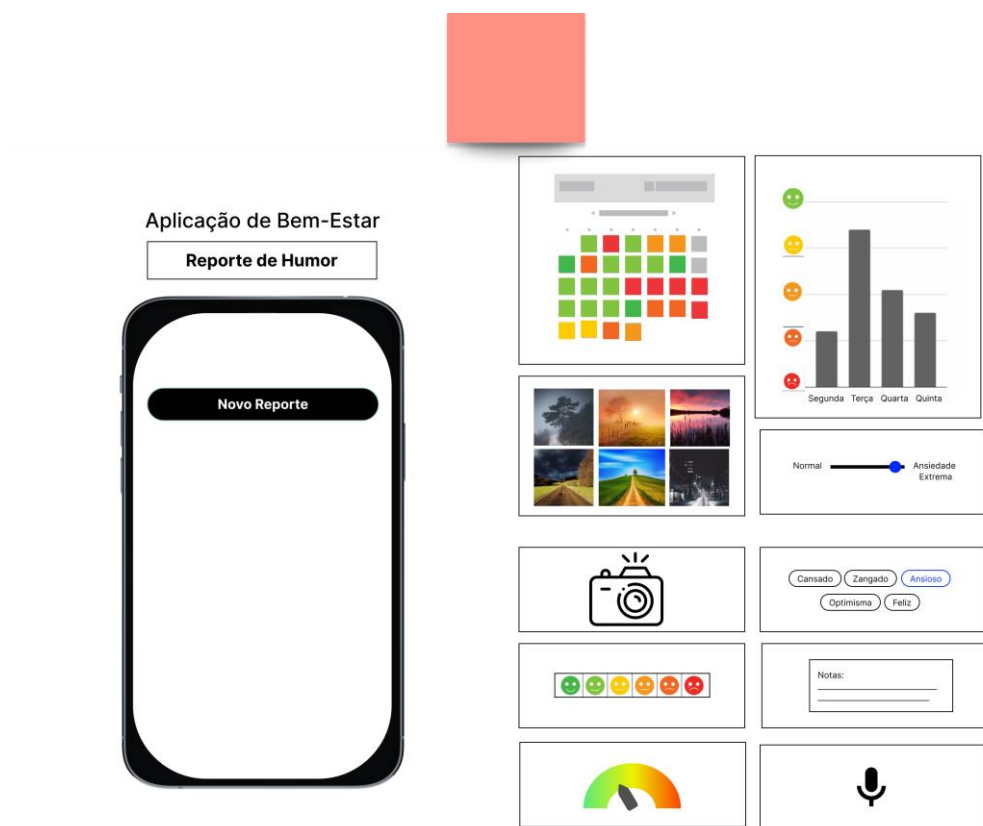 Aplicação de Bem-Estar
Reporte de Humor
Novo Reporte
Segunda Terça Quarta Quinta
Normal
Ansiedade
Extrema
Cansado Zangado Ansioso
Optimisma Feliz
Notas: